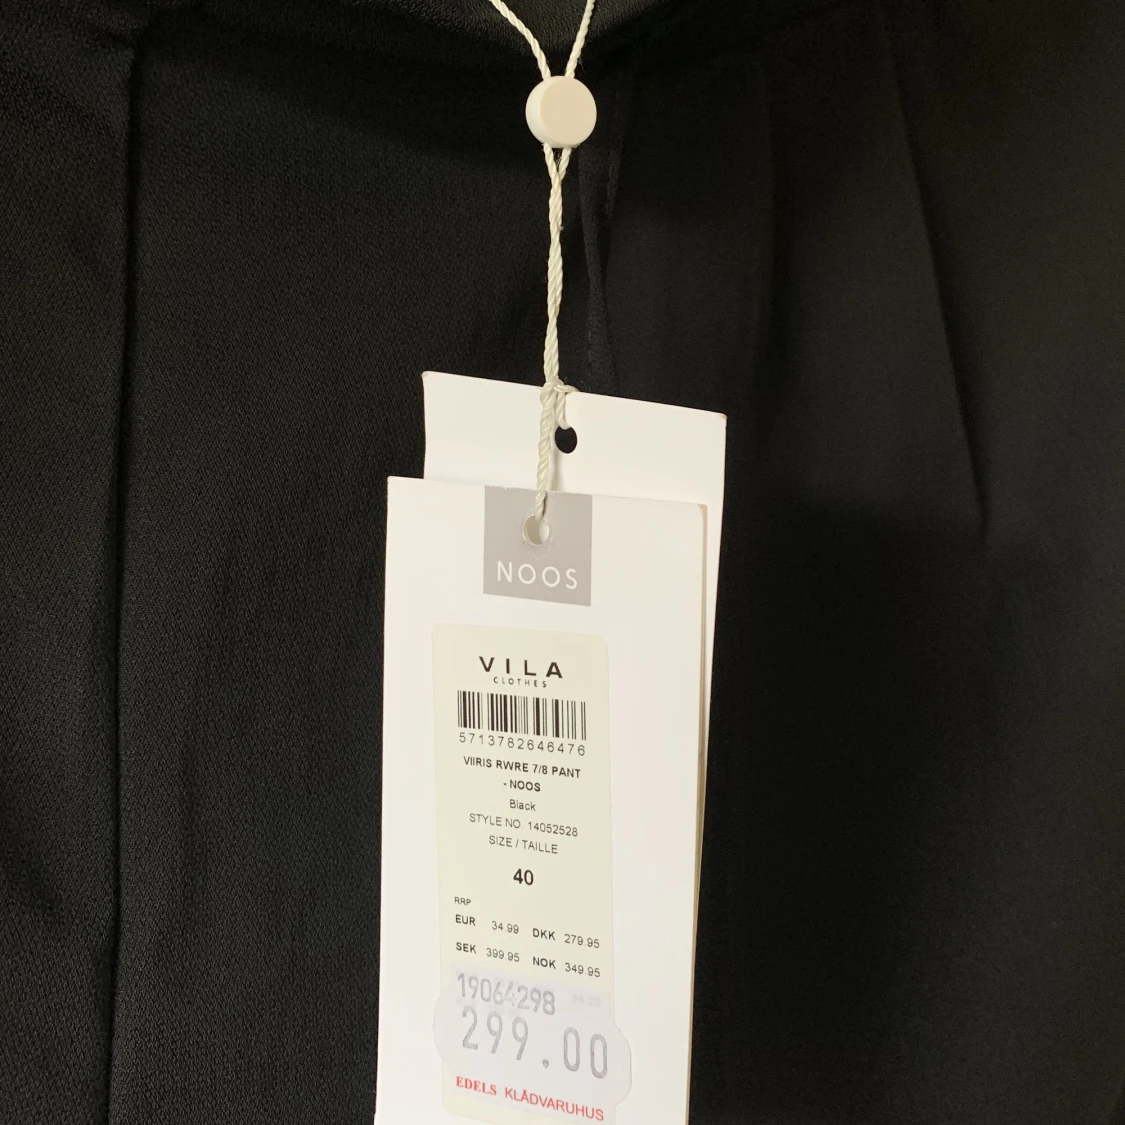 NOOS
VILA
CLOTHES
5713782646476
VIIRIS RWRE 7/8 PANT
- NOOS
Black
STYLE NO. 14052528
SIZE / TAILLE
40
RRP
EUR 34.99 DKK 279.95
SEK 399.95 NOK 349.95
19064298
299.00
EDELS KLÄDVARUHUS